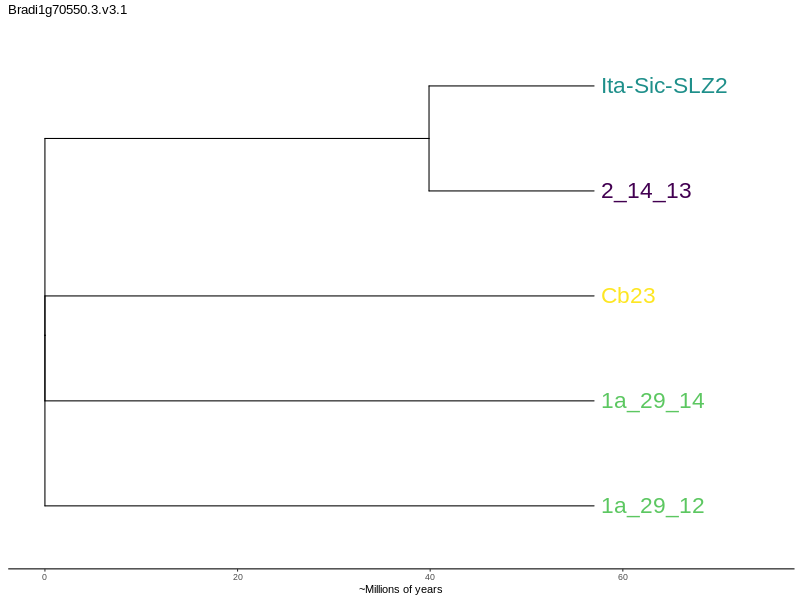 Bradi1g70550.3.v3.1
Ita-Sic-SLZ2
2_14_13
Cb23
1a_29_14
1a_29_12
0 20 40 60
~Millions of years